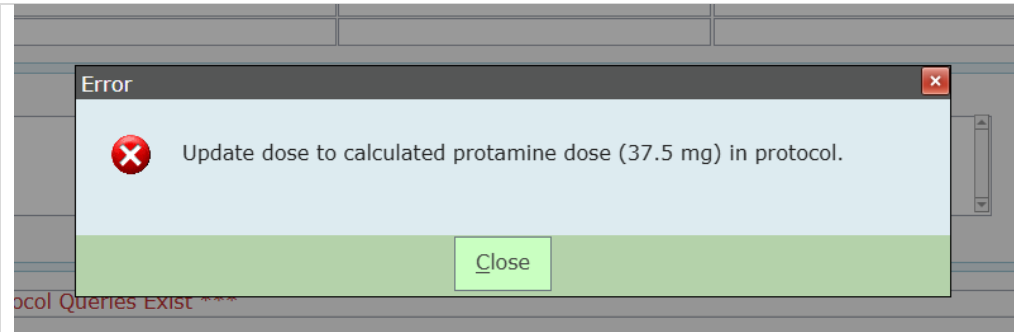 Error
Update dose to calculated protamine dose (37.5 mg) in protocol.
Close
ocol Queries Exist ***